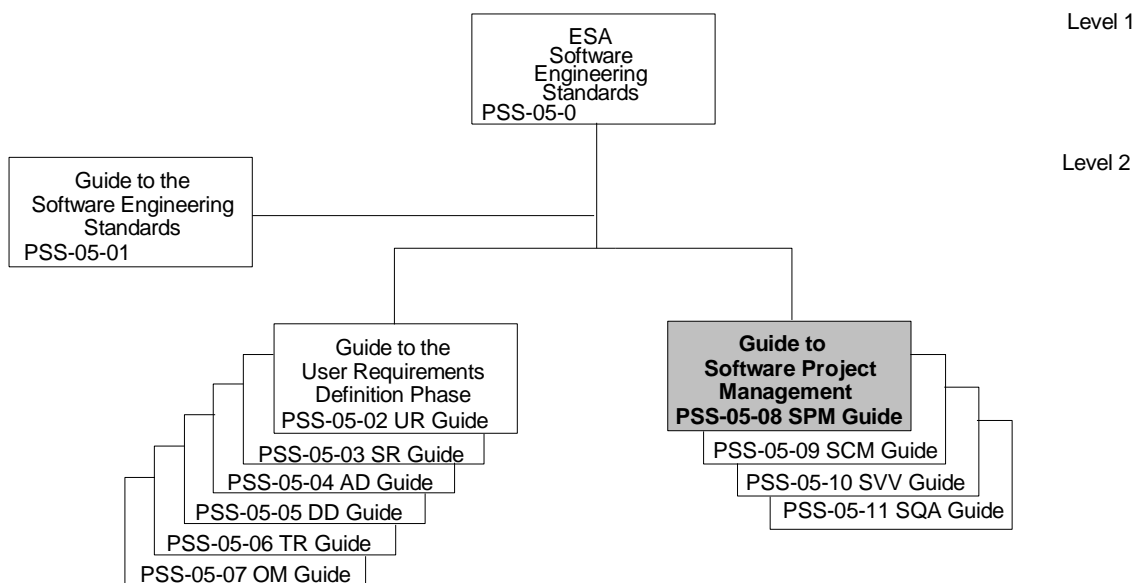 Level 1
ESA
Software
Engineering
Standards
PSS-05-0
Level 2
Guide to the
Software Engineering
Standards
PSS-05-01
Guide to the
User Requirements
Definition Phase
PSS-05-02 UR Guide
PSS-05-03 SR Guide
PSS-05-04 AD Guide
PSS-05-05 DD Guide
PSS-05-06 TR Guide
PSS-05-07 OM Guide
Guide to
Software Project
Management
PSS-05-08 SPM Guide
PSS-05-09 SCM Guide
PSS-05-10 SVV Guide
PSS-05-11 SQA Guide